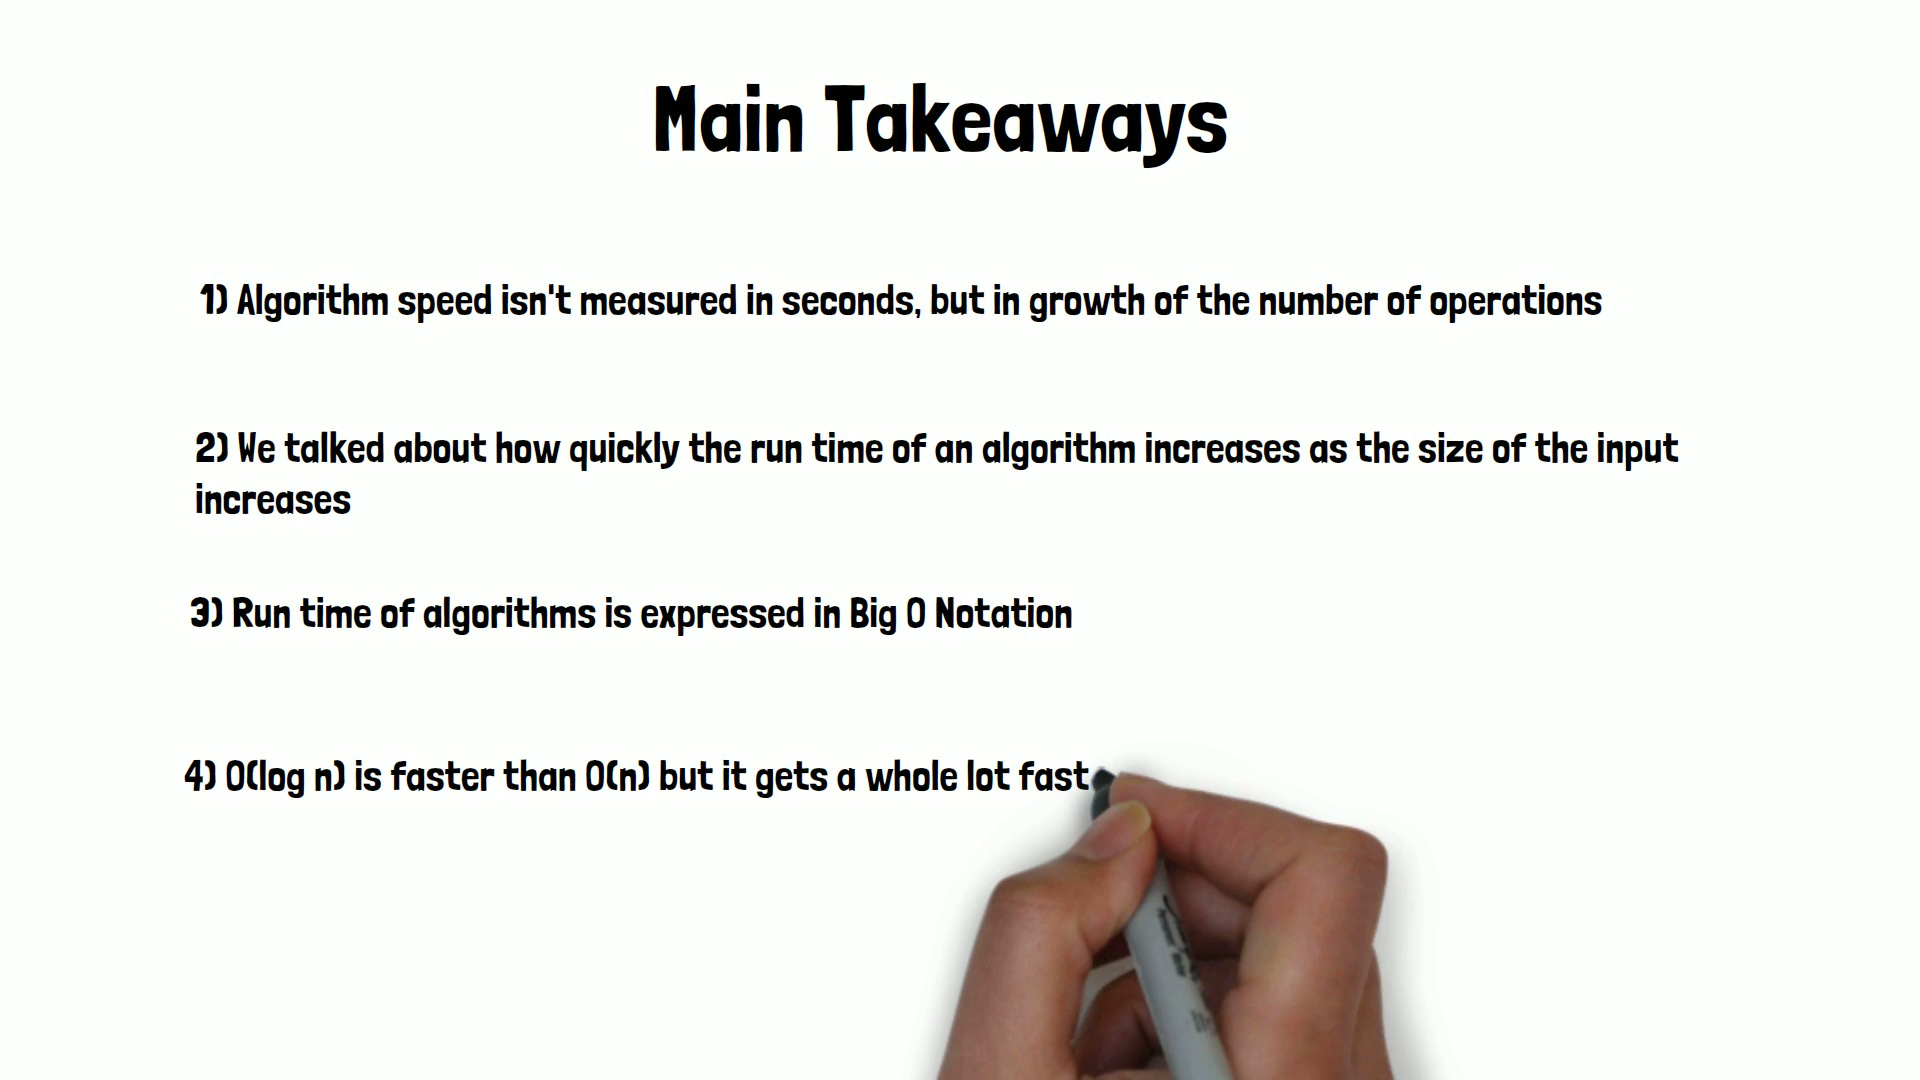 Main Takeaways
1) Algorithm speed isn't measured in seconds, but in growth of the number of operations
2) We talked about how quickly the run time of an algorithm increases as the size of the input
increases
3) Run time of algorithms is expressed in Big O Notation
4) O(log n) is faster than O(n) but it gets a whole lot fast